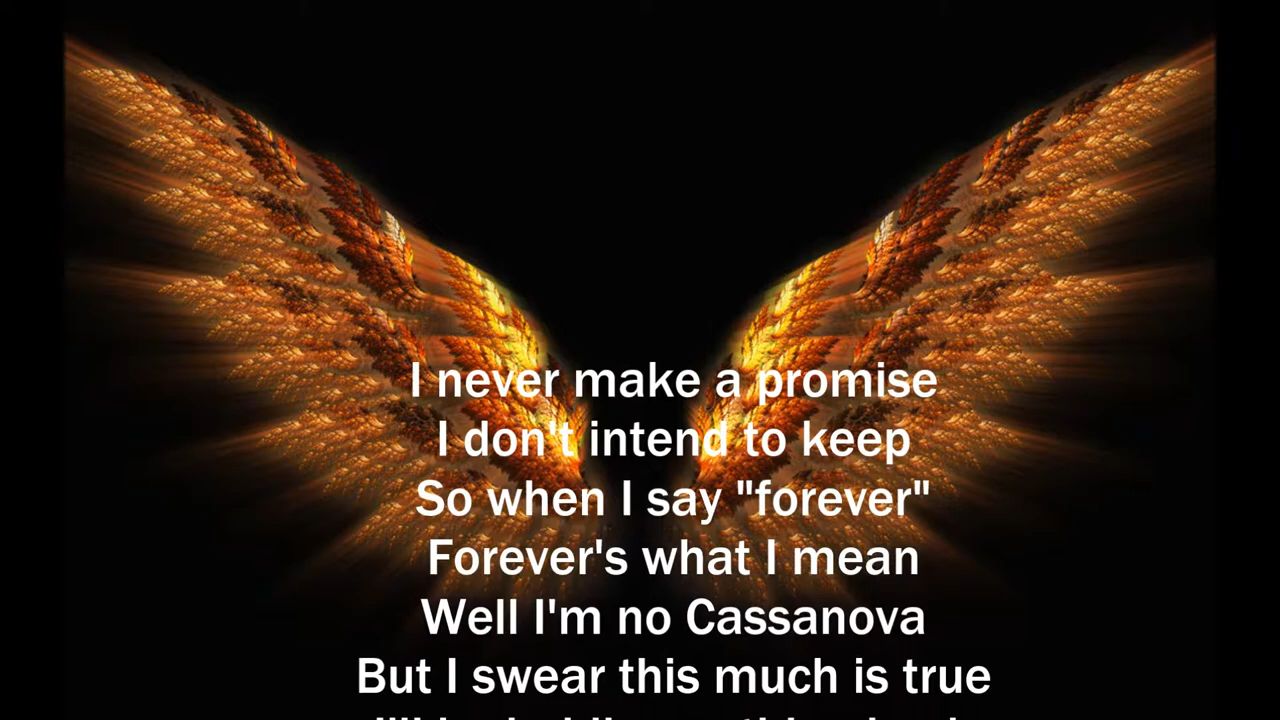 I never make a promise
I don't intend to keep
So when I say "forever"
Forever's what I mean
Well I'm no Cassanova
But I swear this much is true